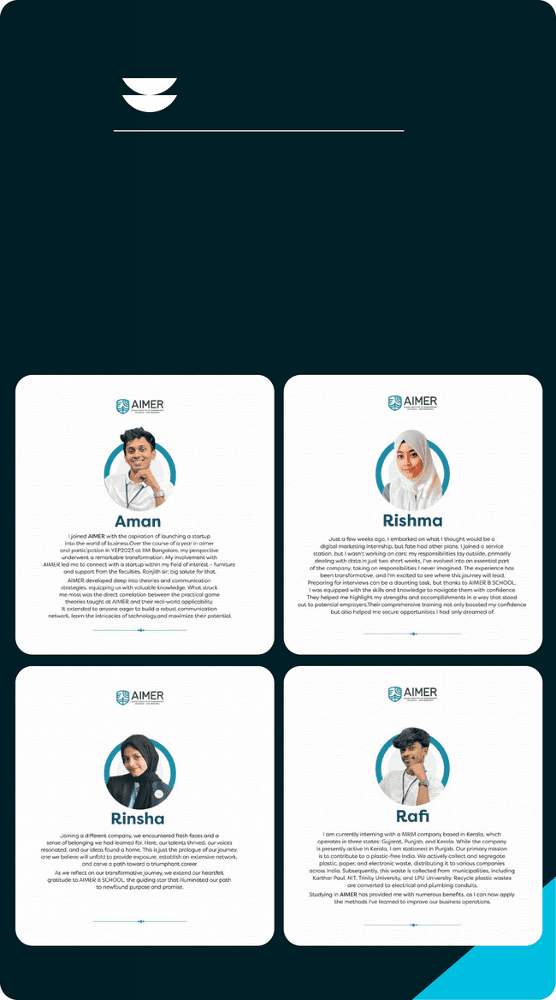 AIMER
Aman
I joined AIMER with the aspiration of launching a startup
into the world of business.Over the course of a year in aimer
and participation in YEP2023 at IIM Bangalore, my perspective
underwent a remarkable transformation. My involvement with
AIMER led me to connect with a startup within my field of interest – furniture
and support from the faculties. Ronjith sir; big salute for that.
AIMER developed deep into theories and communication
strategies, equipping us with valuable knowledge. What struck
me most was the direct correlation between the practical game
theories taught at AIMER and their real-world applicability.
It extended to anyone eager to build a robust communication
network, learn the intricacies of technology,and maximize their potential.
AIMER
Rishma
Just a few weeks ago, I embarked on what I thought would be a
digital marketing internship, but fate had other plans. I joined a service
station, but I wasn't working on cars; my responsibilities lay outside, primarily
dealing with data.In just two short weeks, I've evolved into an essential part
of the company, taking on responsibilities I never imagined. The experience has
been transformative, and I'm excited to see where this journey will lead.
Preparing for interviews can be a daunting task, but thanks to AIMER B SCHOOL,
I was equipped with the skills and knowledge to navigate them with confidence.
They helped me highlight my strengths and accomplishments in a way that stood
out to potential employers.Their comprehensive training not only boosted my confidence
but also helped me secure opportunities I had only dreamed of.
AIMER
Rinsha
Joining a different company, we encountered fresh faces and a
sense of belonging we had learned for. Here, our talents thrived, our voices
resonated, and our ideas found a home. This is just the prologue of our journey,
one we believe will unfold to provide exposure, establish an extensive network,
and carve a path toward a triumphant career.
As we reflect on our transformative journey, we extend our heartfelt
gratitude to AIMER B SCHOOL, the guiding star that illuminated our path
to newfound purpose and promise.
AIMER
Rafi
I am currently interning with a MRM company based in Kerala, which
operates in three states: Gujarat, Punjab, and Kerala. While the company
is presently active in Kerala, I am stationed in Punjab. Our primary mission
is to contribute to a plastic-free India. We actively collect and segregate
plastic, paper, and electronic waste, distributing it to various companies
across India. Subsequently, this waste is collected from municipalities, including
Karthar Paul, NIT, Trinity University, and LPU University. Recycle plastic wastes
are converted to electrical and plumbing conduits.
Studying in AIMER has provided me with numerous benefits, as I can now apply
the methods I've learned to improve our business operations.